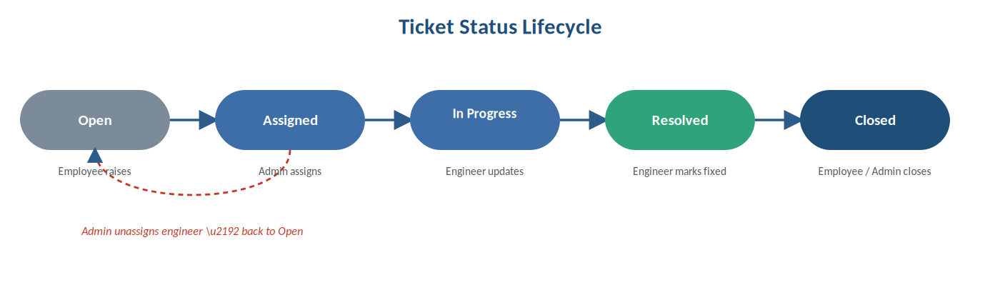 Ticket Status Lifecycle
Open
Assigned
In Progress
Resolved
Closed
Employee raises
Admin assigns
Engineer updates
Engineer marks fixed
Employee / Admin closes
Admin unassigns engineer \u2192 back to Open